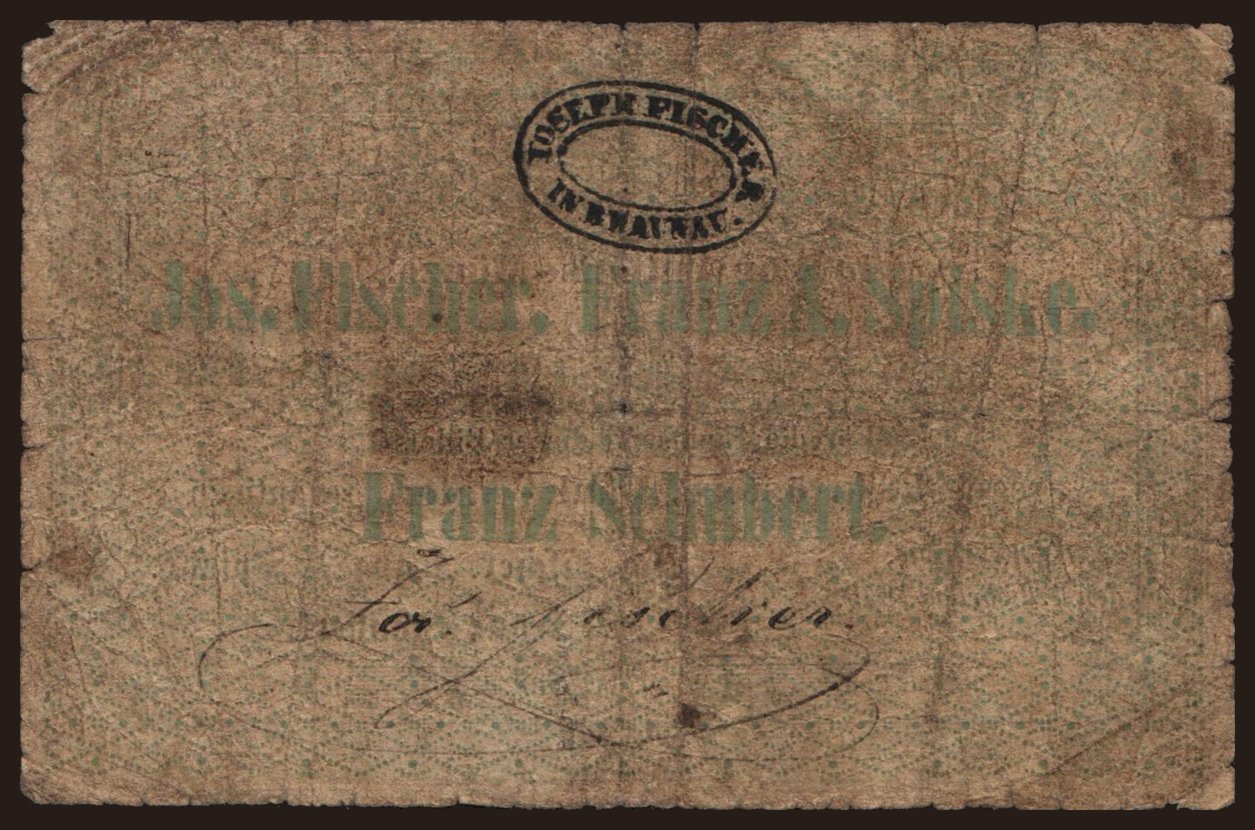 JOSEPH FISCHER
IN BRAUNAU.
Jos. Fischer. Franz A. Spiske.
Franz Schubert.
Jos. Fischer.